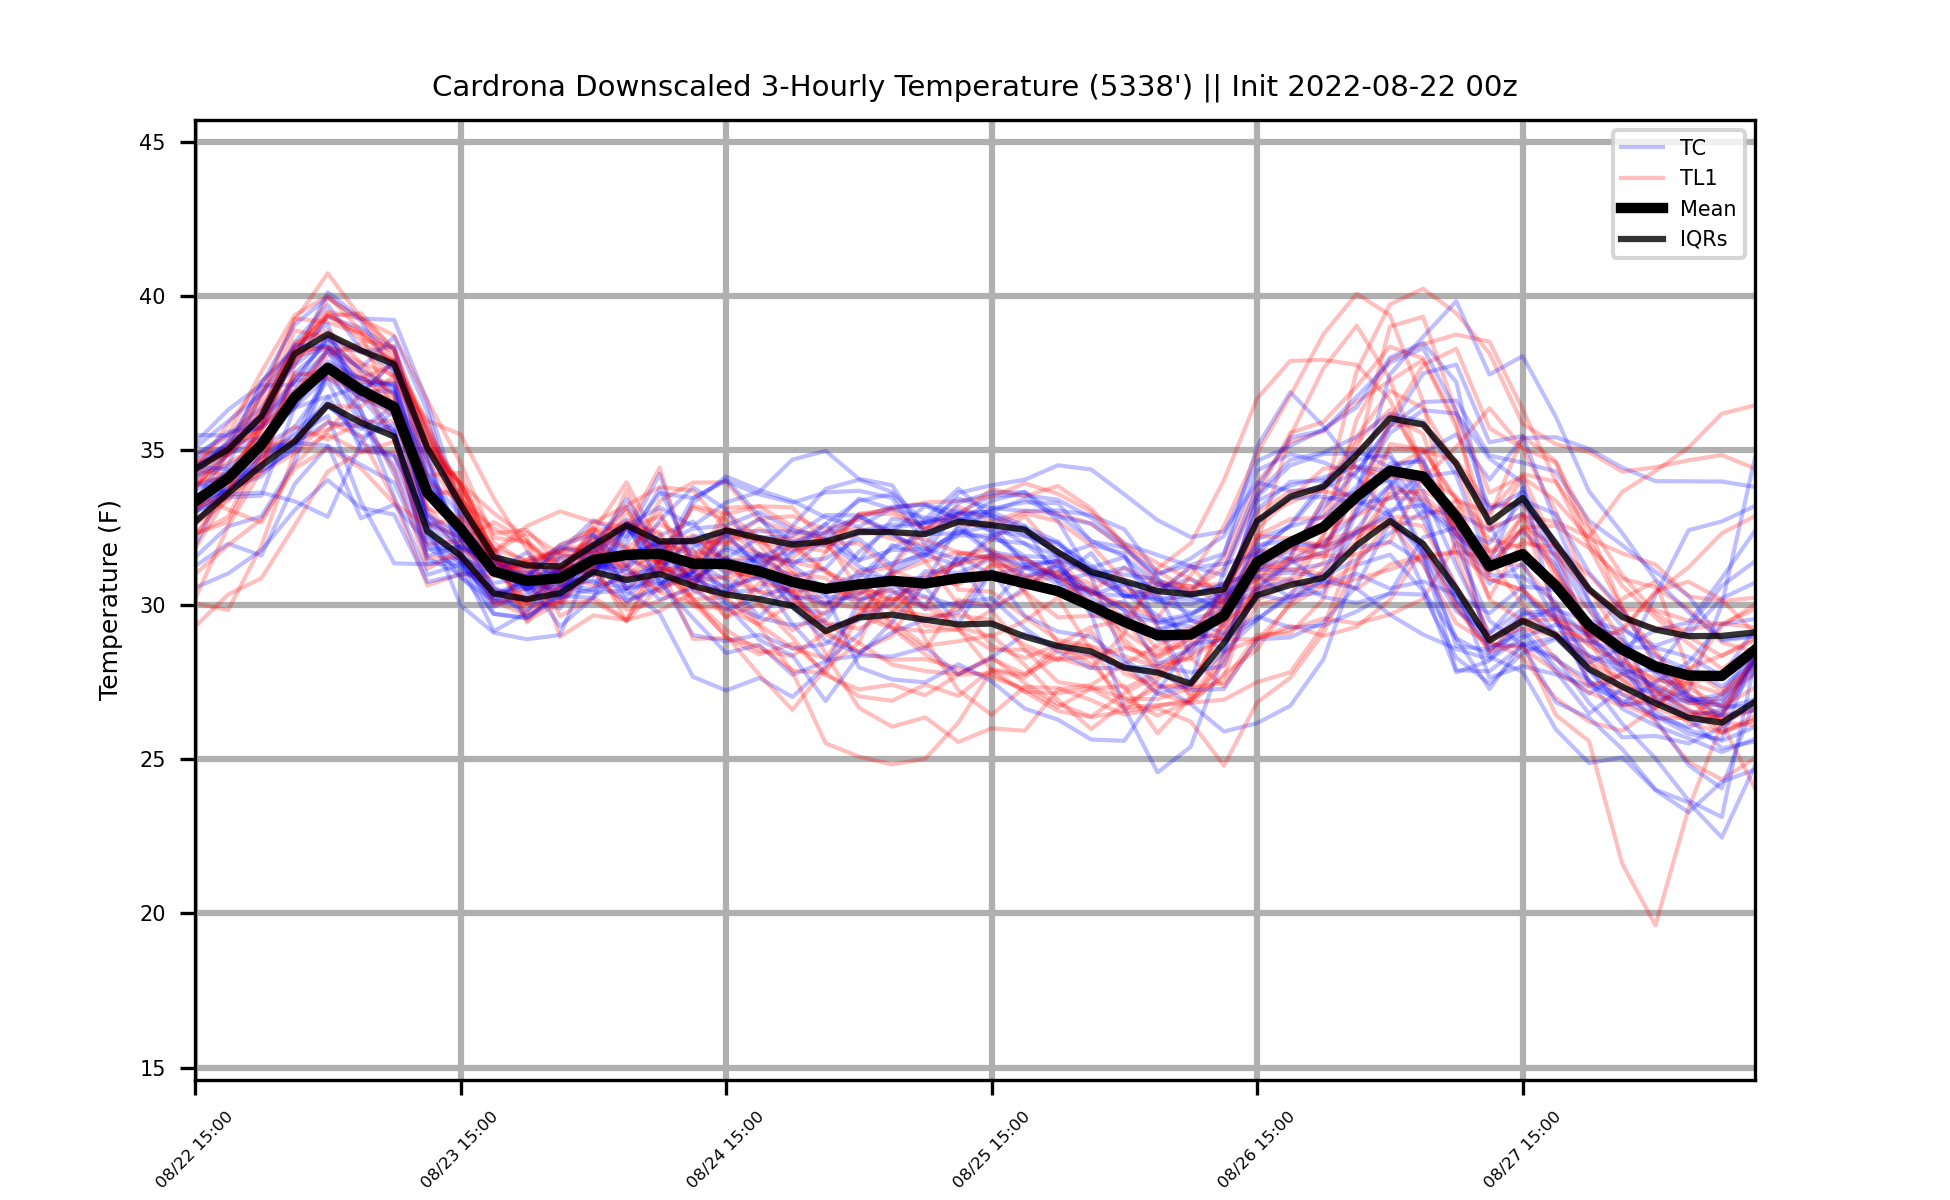 Cardrona Downscaled 3-Hourly Temperature (5338') || Init 2022-08-22 00z
TC
TL1
Mean
IQRs
Temperature (F)
45
40
35
30
25
20
15
08/22 15:00
08/23 15:00
08/24 15:00
08/25 15:00
08/26 15:00
08/27 15:00